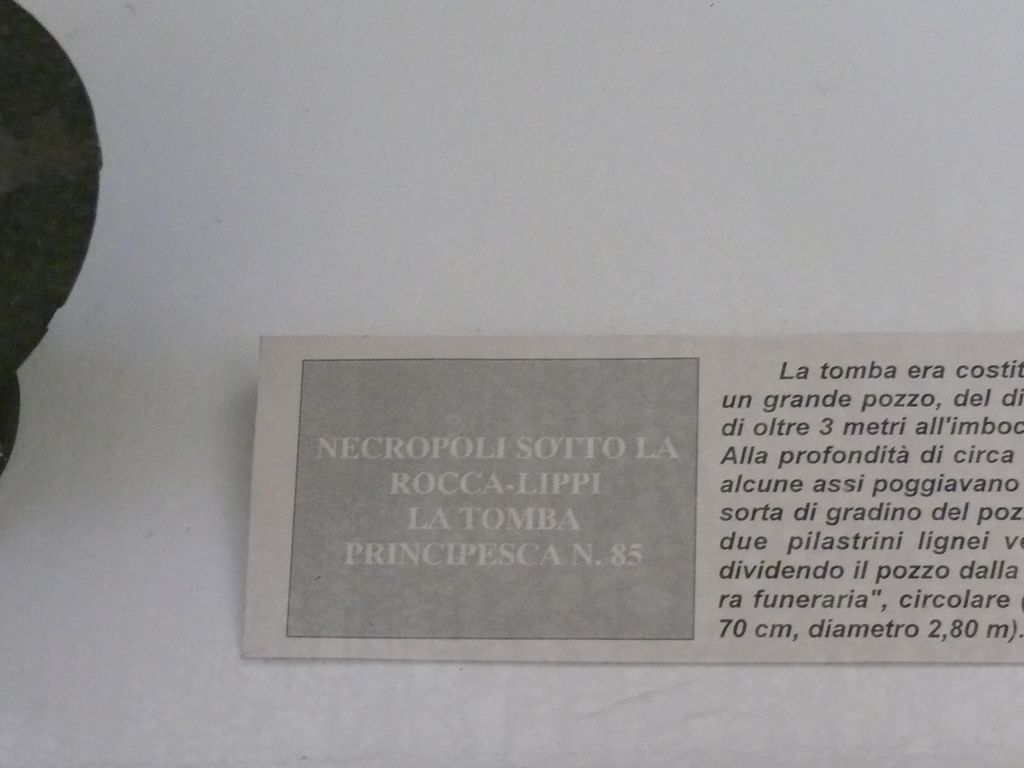 NECROPOLI SOTTO LA
ROCCA-LIPPI
LA TOMBA
PRINCIPESCA N. 85
La tomba era costit
un grande pozzo, del di
di oltre 3 metri all'imboc
Alla profondità di circa
alcune assi poggiavano
sorta di gradino del poz
due pilastrini lignei ve
dividendo il pozzo dalla
ra funeraria", circolare (
70 cm, diametro 2,80 m).